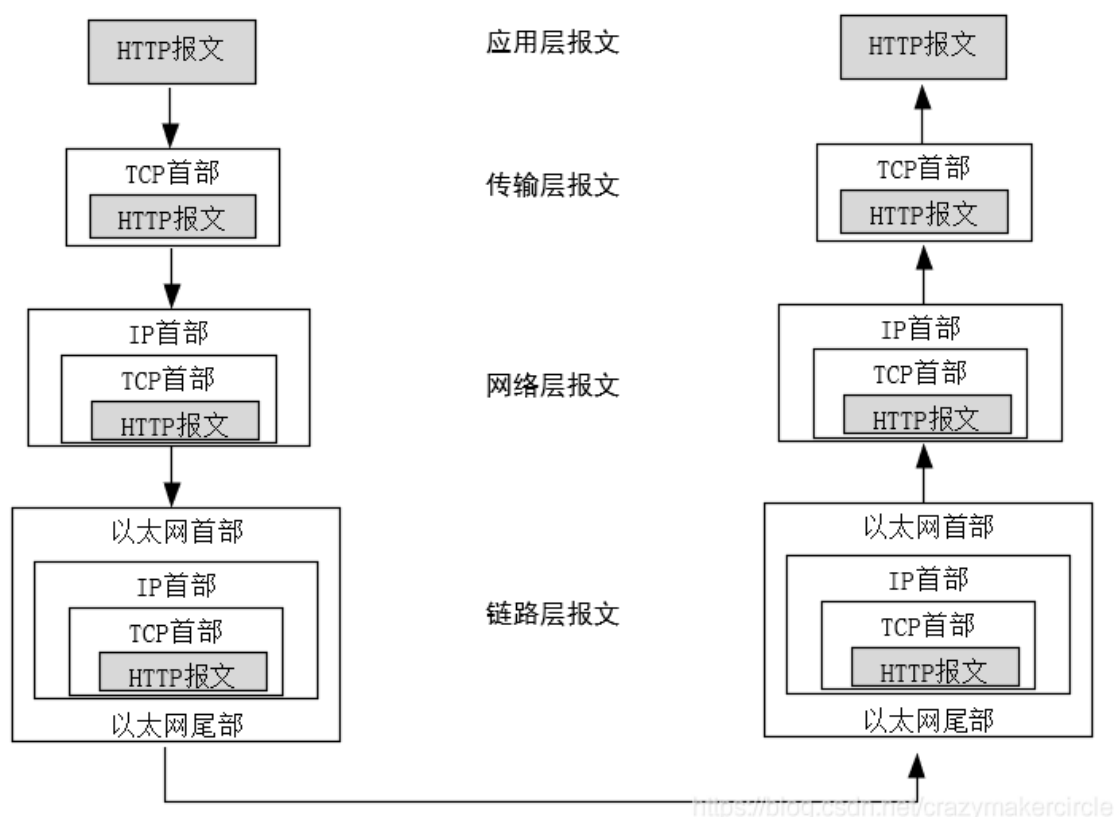 HTTP报文
应用层报文
HTTP报文
TCP首部
HTTP报文
传输层报文
TCP首部
HTTP报文
IP首部
TCP首部
HTTP报文
网络层报文
IP首部
TCP首部
HTTP报文
以太网首部
IP首部
TCP首部
HTTP报文
以太网尾部
链路层报文
以太网首部
IP首部
TCP首部
HTTP报文
以太网尾部
https://blog.csdn.net/crazymakercircle